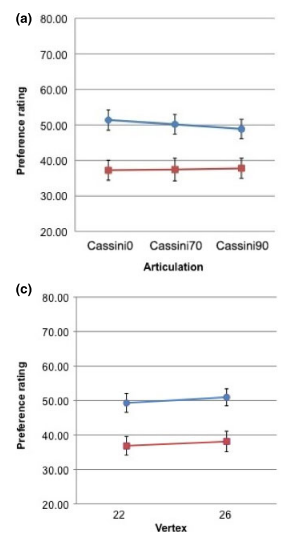 (a)
80.00
70.00
60.00
50.00
40.00
30.00
20.00
Preference rating
Cassini0 Cassini70 Cassini90
Articulation
(c)
80.00
70.00
60.00
50.00
40.00
30.00
20.00
Preference rating
22 26
Vertex